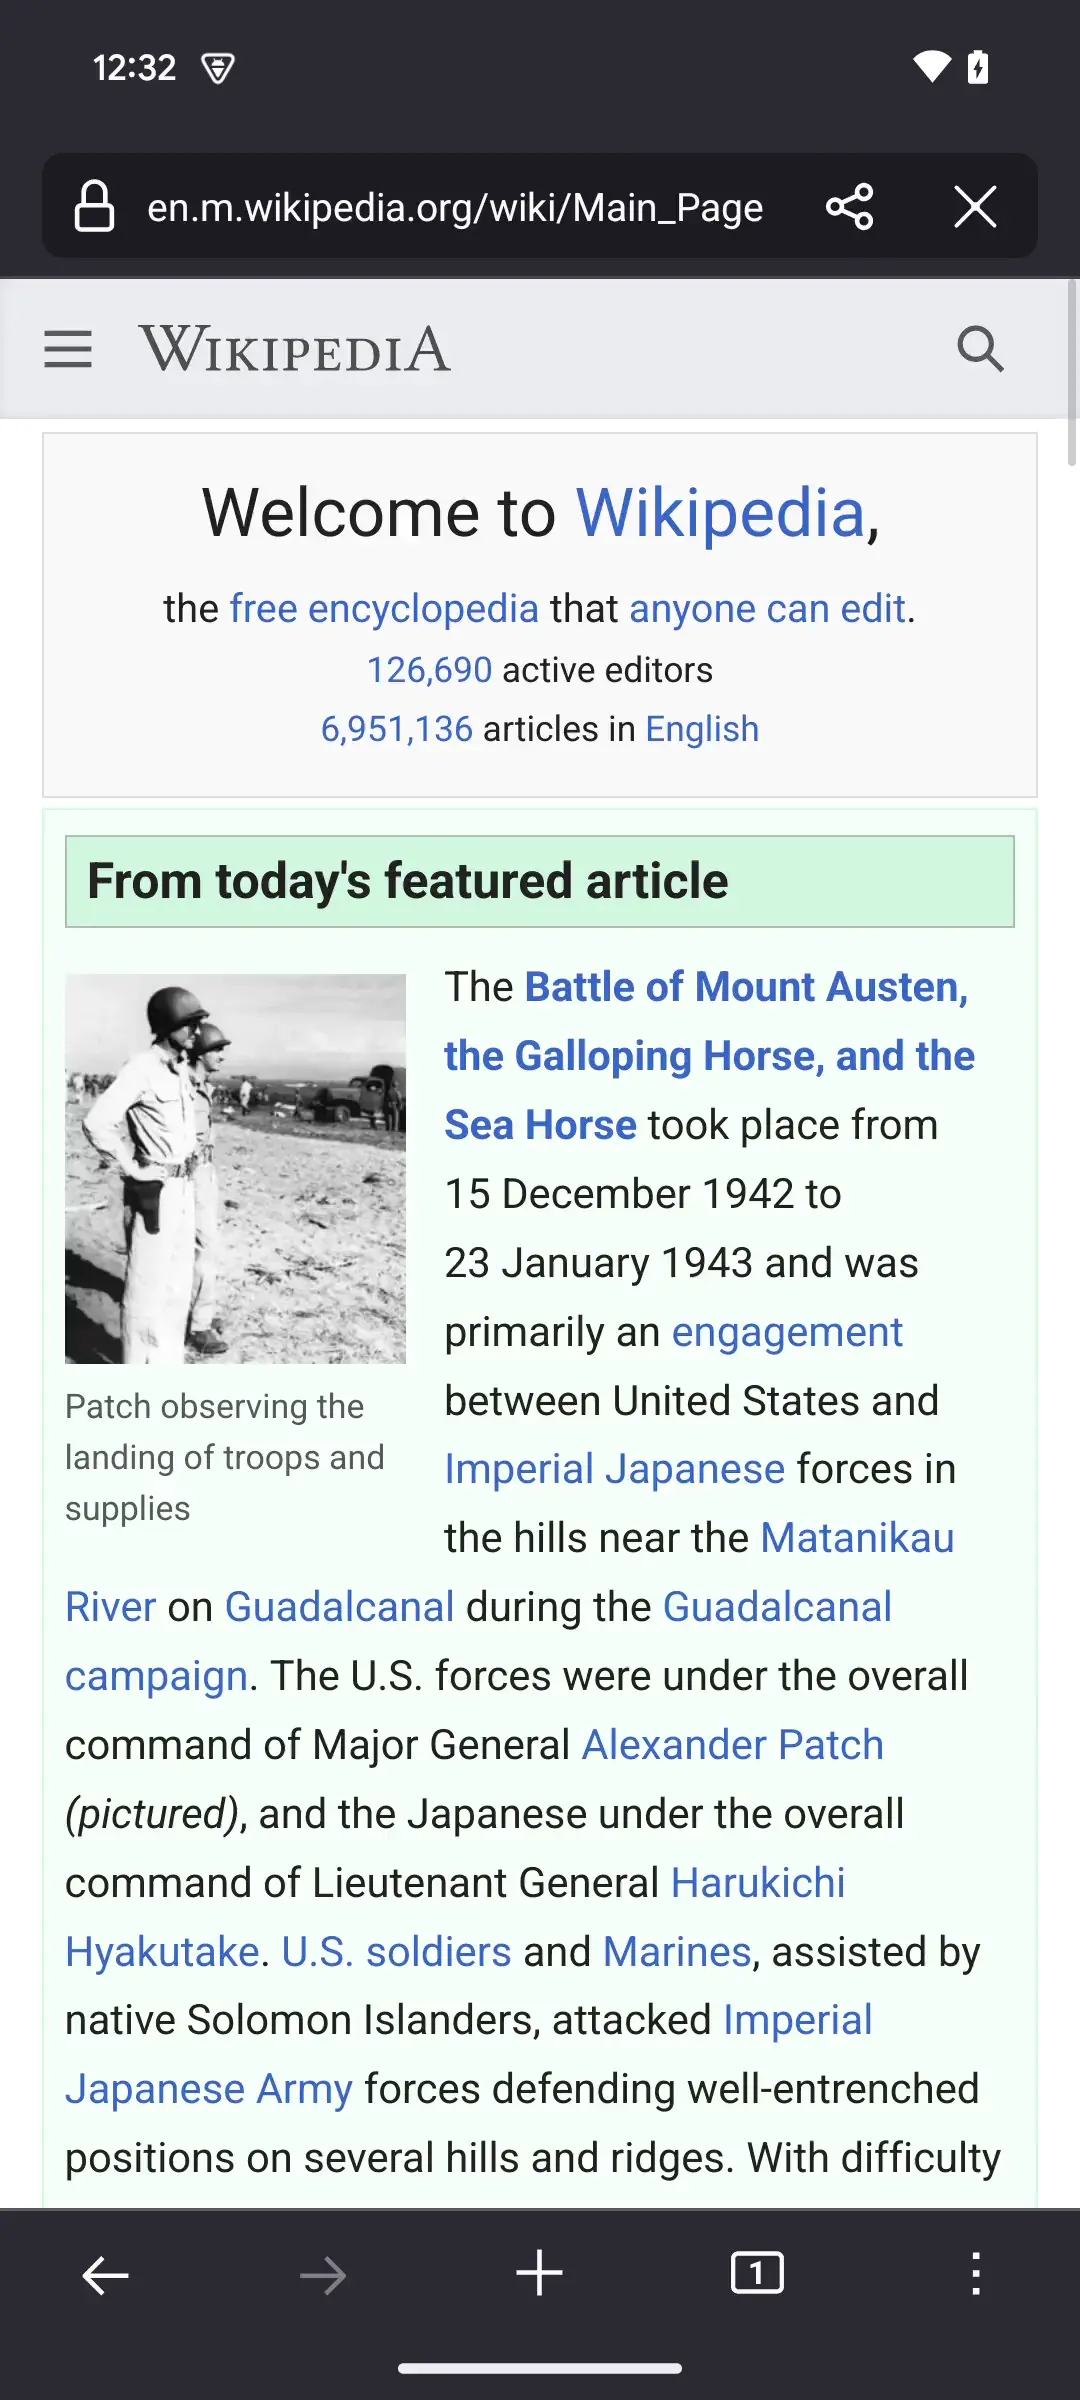 12:32
en.m.wikipedia.org/wiki/Main_Page
WIKIPEDIA
Welcome to Wikipedia,
the free encyclopedia that anyone can edit.
126,690 active editors
6,951,136 articles in English
From today's featured article
The Battle of Mount Austen,
the Galloping Horse, and the
Sea Horse took place from
15 December 1942 to
23 January 1943 and was
primarily an engagement
between United States and
Imperial Japanese forces in
the hills near the Matanikau
Patch observing the
landing of troops and
supplies
River on Guadalcanal during the Guadalcanal
campaign. The U.S. forces were under the overall
command of Major General Alexander Patch
(pictured), and the Japanese under the overall
command of Lieutenant General Harukichi
Hyakutake. U.S. soldiers and Marines, assisted by
native Solomon Islanders, attacked Imperial
Japanese Army forces defending well-entrenched
positions on several hills and ridges. With difficulty
1